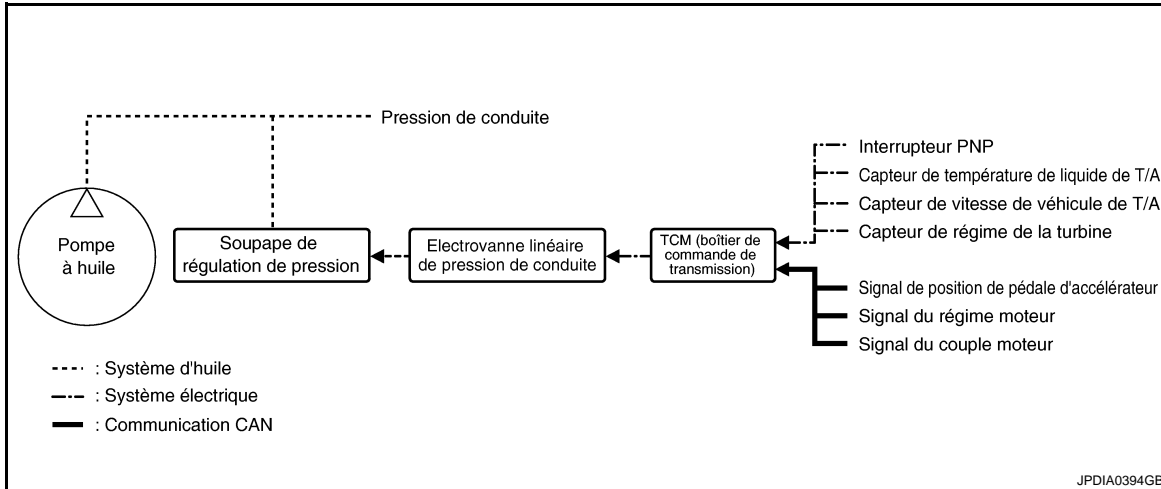 Pression de conduite
Interrupteur PNP
Capteur de température de liquide de T/A
Capteur de vitesse de véhicule de T/A
Capteur de régime de la turbine
Pompe
à huile
Soupape de
régulation de pression
Electrovanne linéaire
de pression de conduite
TCM (boîtier de
commande de
transmission)
Signal de position de pédale d'accélérateur
Signal du régime moteur
Signal du couple moteur
: Système d'huile
: Système électrique
: Communication CAN
JPDIA0394GB